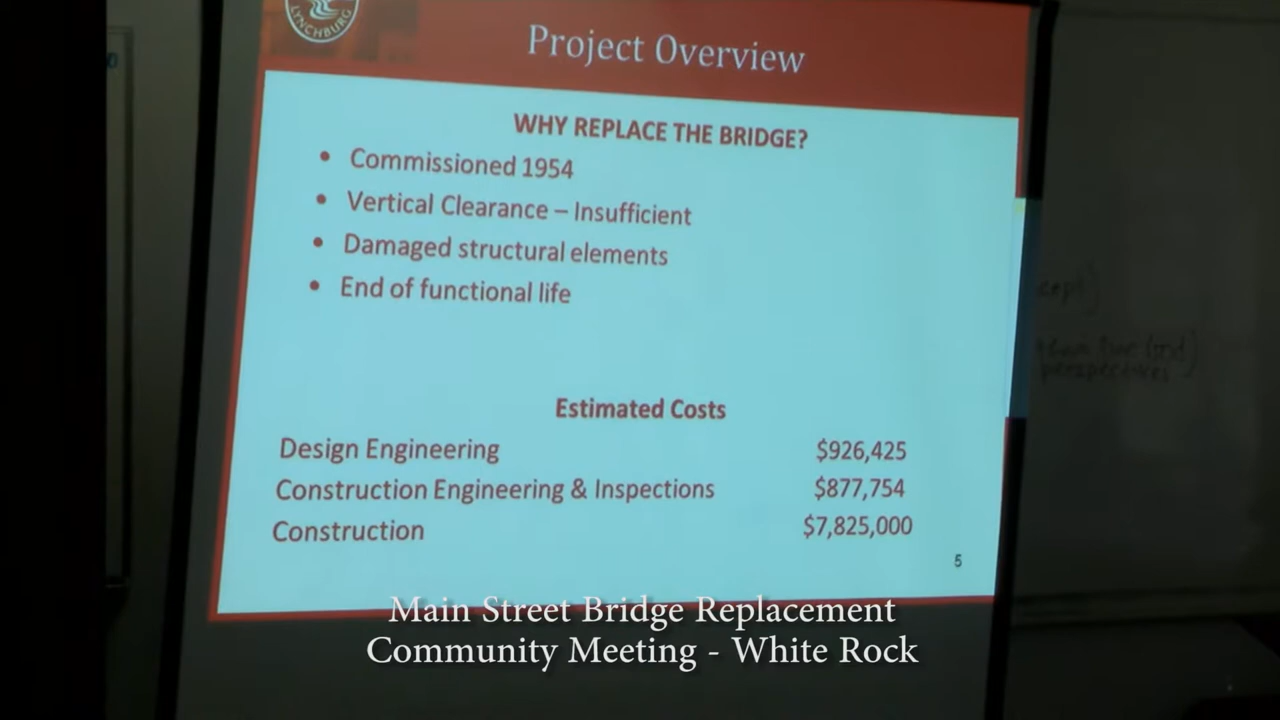 LYNCHBURG
Project Overview
WHY REPLACE THE BRIDGE?
• Commissioned 1954
• Vertical Clearance – Insufficient
• Damaged structural elements
• End of functional life
Estimated Costs
Design Engineering $926,425
Construction Engineering & Inspections $877,754
Construction $7,825,000
5
perspectives
Main Street Bridge Replacement
Community Meeting - White Rock